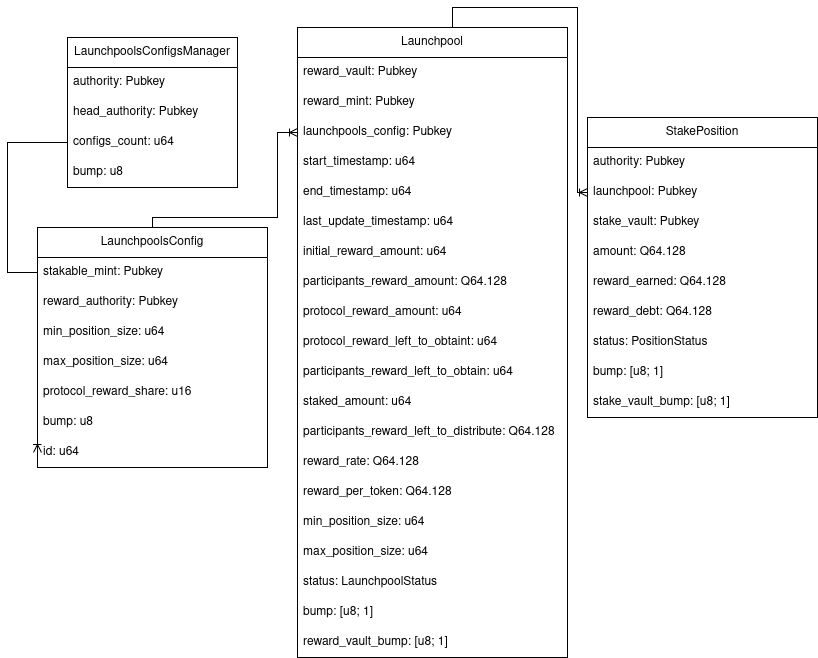 LaunchpoolsConfigsManager
authority: Pubkey
head_authority: Pubkey
configs_count: u64
bump: u8
LaunchpoolsConfig
stakable_mint: Pubkey
reward_authority: Pubkey
min_position_size: u64
max_position_size: u64
protocol_reward_share: u16
bump: u8
id: u64
Launchpool
reward_vault: Pubkey
reward_mint: Pubkey
launchpools_config: Pubkey
start_timestamp: u64
end_timestamp: u64
last_update_timestamp: u64
initial_reward_amount: u64
participants_reward_amount: Q64.128
protocol_reward_amount: u64
protocol_reward_left_to_obtaint: u64
participants_reward_left_to_obtain: u64
staked_amount: u64
participants_reward_left_to_distribute: Q64.128
reward_rate: Q64.128
reward_per_token: Q64.128
min_position_size: u64
max_position_size: u64
status: LaunchpoolStatus
bump: [u8; 1]
reward_vault_bump: [u8; 1]
StakePosition
authority: Pubkey
launchpool: Pubkey
stake_vault: Pubkey
amount: Q64.128
reward_earned: Q64.128
reward_debt: Q64.128
status: PositionStatus
bump: [u8; 1]
stake_vault_bump: [u8; 1]